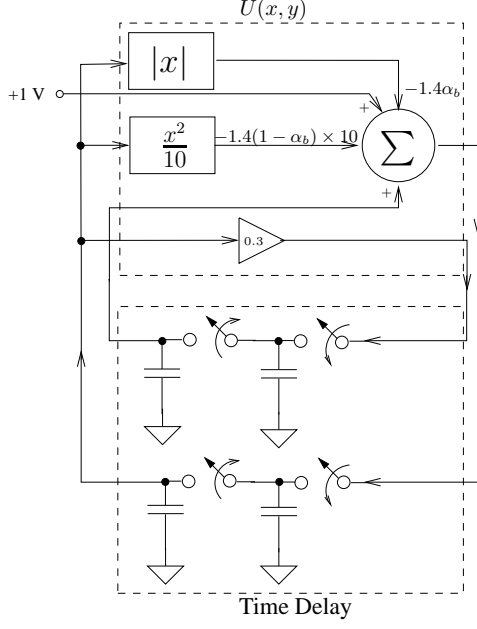 U(x, y)
|x|
+1 V
−1.4α_b
+
x²
10
−1.4(1 − α_b) × 10
∑
+
0.3
Time Delay